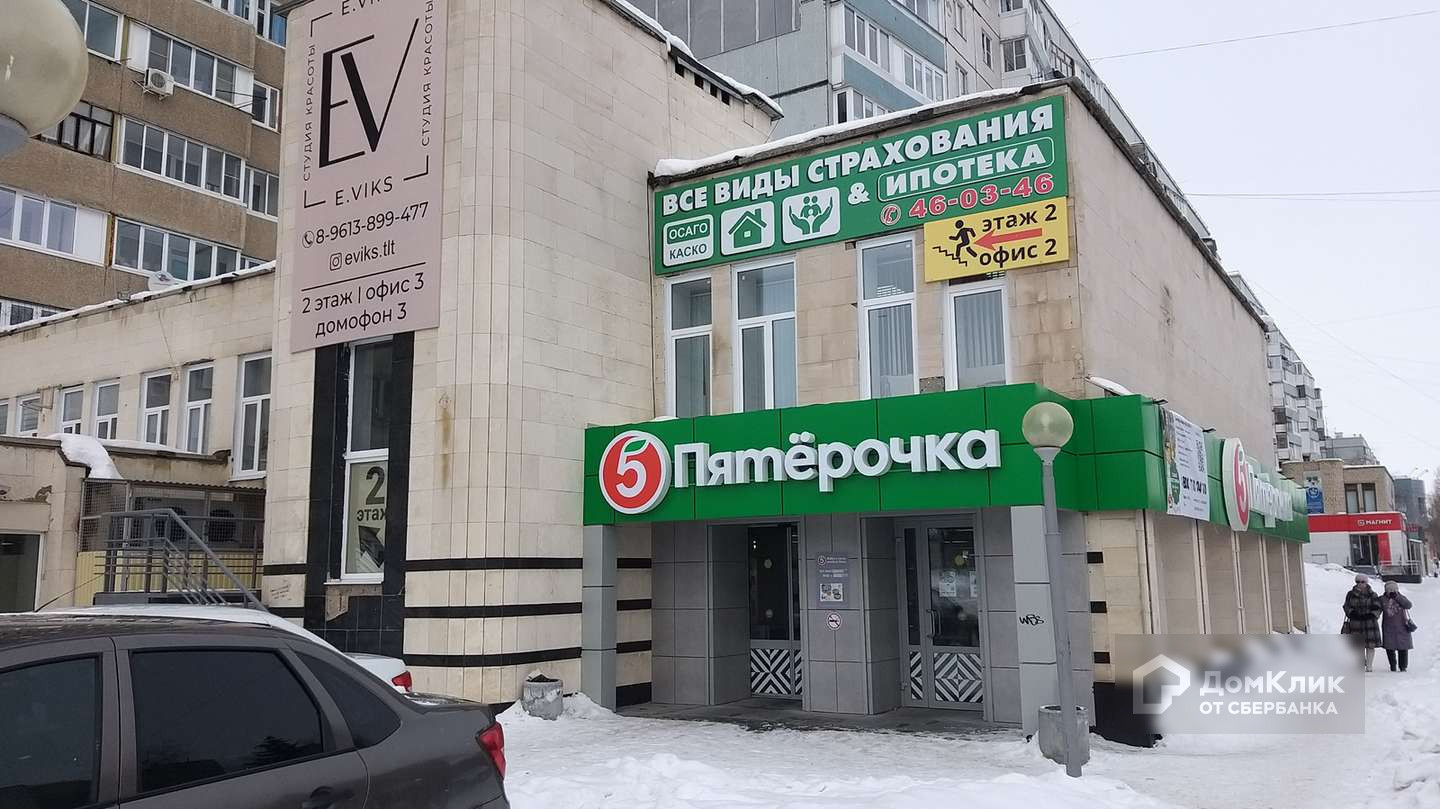 E.VIKS
СТУДИЯ КРАСОТЫ
EV
СТУДИЯ КРАСОТЫ
E.VIKS
8-9613-899-477
eviks.tlt
2 этаж | офис 3
домофон 3
2
этаж
ВСЕ ВИДЫ СТРАХОВАНИЯ
ОСАГО
КАСКО
& ИПОТЕКА
46-03-46
этаж 2
офис 2
5 Пятёрочка
5 Пятёрочка
МАГНИТ
ДомКлик
ОТ СБЕРБАНКА